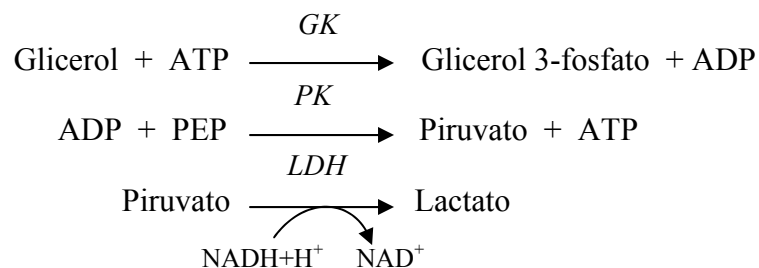 GK
Glicerol + ATP Glicerol 3-fosfato + ADP
PK
ADP + PEP Piruvato + ATP
LDH
Piruvato Lactato
NADH+H⁺ NAD⁺